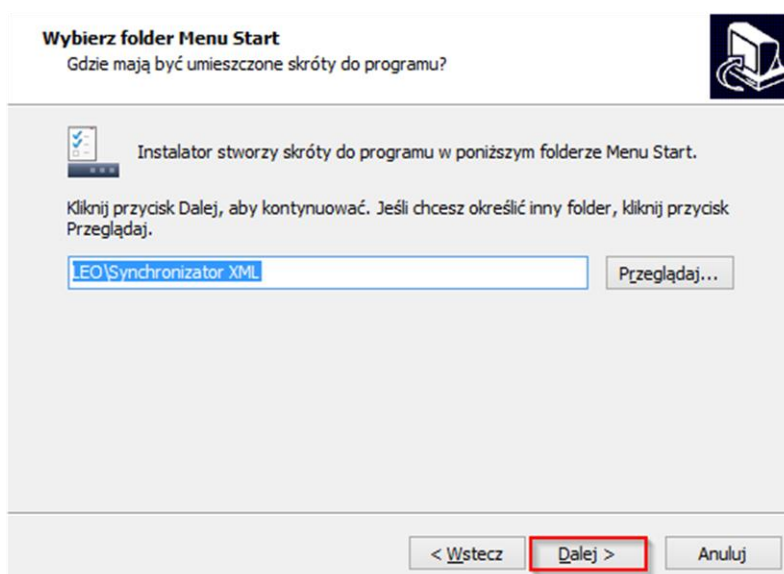 Wybierz folder Menu Start
Gdzie mają być umieszczone skróty do programu?
Instalator stworzy skróty do programu w poniższym folderze Menu Start.
Kliknij przycisk Dalej, aby kontynuować. Jeśli chcesz określić inny folder, kliknij przycisk
Przeglądaj.
LEO\Synchronizator XML
Przeglądaj...
< Wstecz
Dalej >
Anuluj